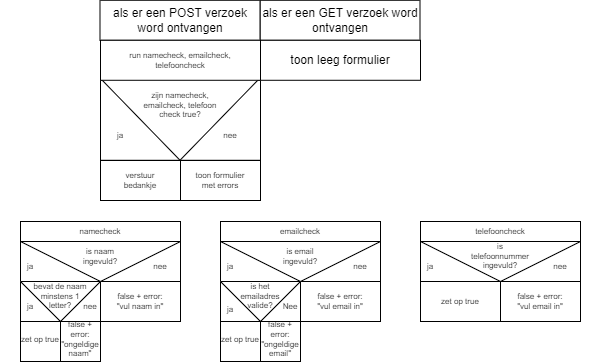 als er een POST verzoek
word ontvangen
als er een GET verzoek word
ontvangen
run namecheck, emailcheck,
telefooncheck
toon leeg formulier
zijn namecheck,
emailcheck, telefoon
check true?
ja
nee
verstuur
bedankje
toon formulier
met errors
namecheck
is naam
ingevuld?
ja
nee
bevat de naam
minstens 1
letter?
ja
nee
false + error:
"vul naam in"
zet op true
false +
error:
"ongeldige
naam"
emailcheck
is email
ingevuld?
ja
nee
is het
emailadres
valide?
ja
Nee
false + error:
"vul email in"
zet op true
false +
error:
"ongeldige
email"
telefooncheck
is
telefoonnummer
ingevuld?
ja
nee
zet op true
false + error:
"vul email in"